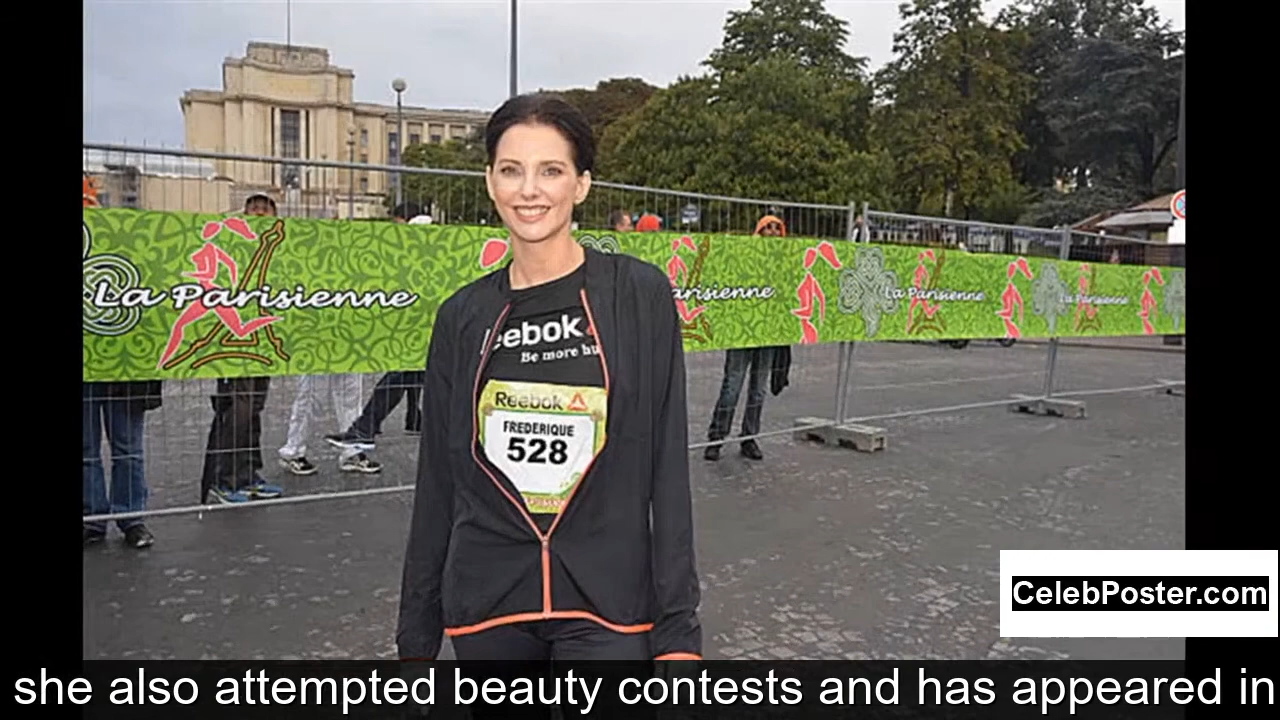 La Parisienne
arisienne
La Parisienne
La Parisienne
eebok
Be more hu
Reebok
FREDERIQUE
528
CelebPoster.com
she also attempted beauty contests and has appeared in